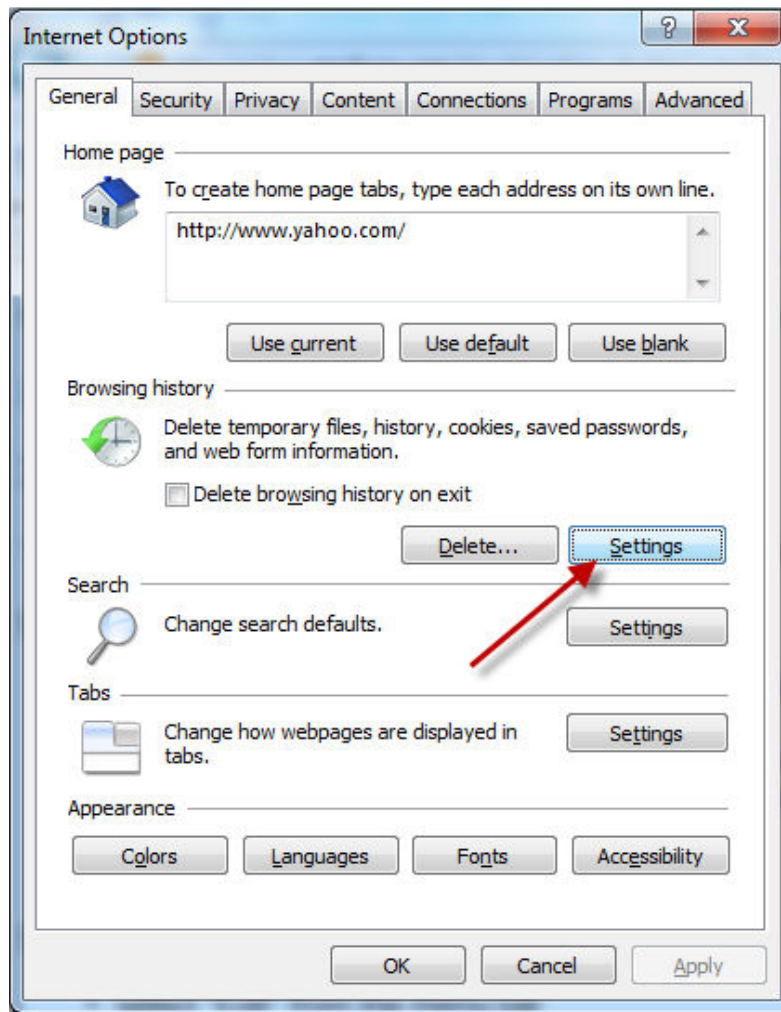 Internet Options
General Security Privacy Content Connections Programs Advanced
Home page
To create home page tabs, type each address on its own line.
http://www.yahoo.com/
Use current Use default Use blank
Browsing history
Delete temporary files, history, cookies, saved passwords,
and web form information.
Delete browsing history on exit
Delete... Settings
Search
Change search defaults.
Settings
Tabs
Change how webpages are displayed in
tabs.
Settings
Appearance
Colors Languages Fonts Accessibility
OK Cancel Apply